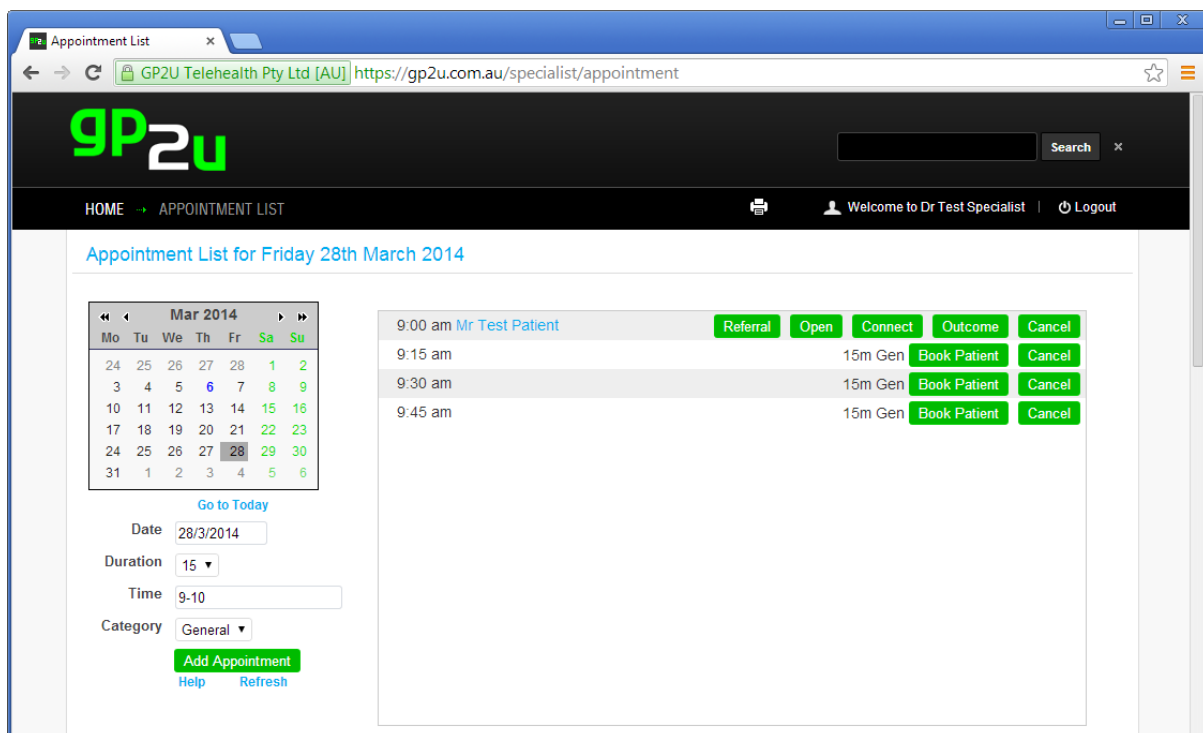 Appointment List
GP2U Telehealth Pty Ltd [AU] https://gp2u.com.au/specialist/appointment
gP2u
Search ×
HOME APPOINTMENT LIST Welcome to Dr Test Specialist | Logout
Appointment List for Friday 28th March 2014
Mar 2014
Mo Tu We Th Fr Sa Su
24 25 26 27 28 1 2
3 4 5 6 7 8 9
10 11 12 13 14 15 16
17 18 19 20 21 22 23
24 25 26 27 28 29 30
31 1 2 3 4 5 6
Go to Today
Date 28/3/2014
Duration 15
Time 9-10
Category General
Add Appointment
Help Refresh
9:00 am Mr Test Patient Referral Open Connect Outcome Cancel
9:15 am 15m Gen Book Patient Cancel
9:30 am 15m Gen Book Patient Cancel
9:45 am 15m Gen Book Patient Cancel